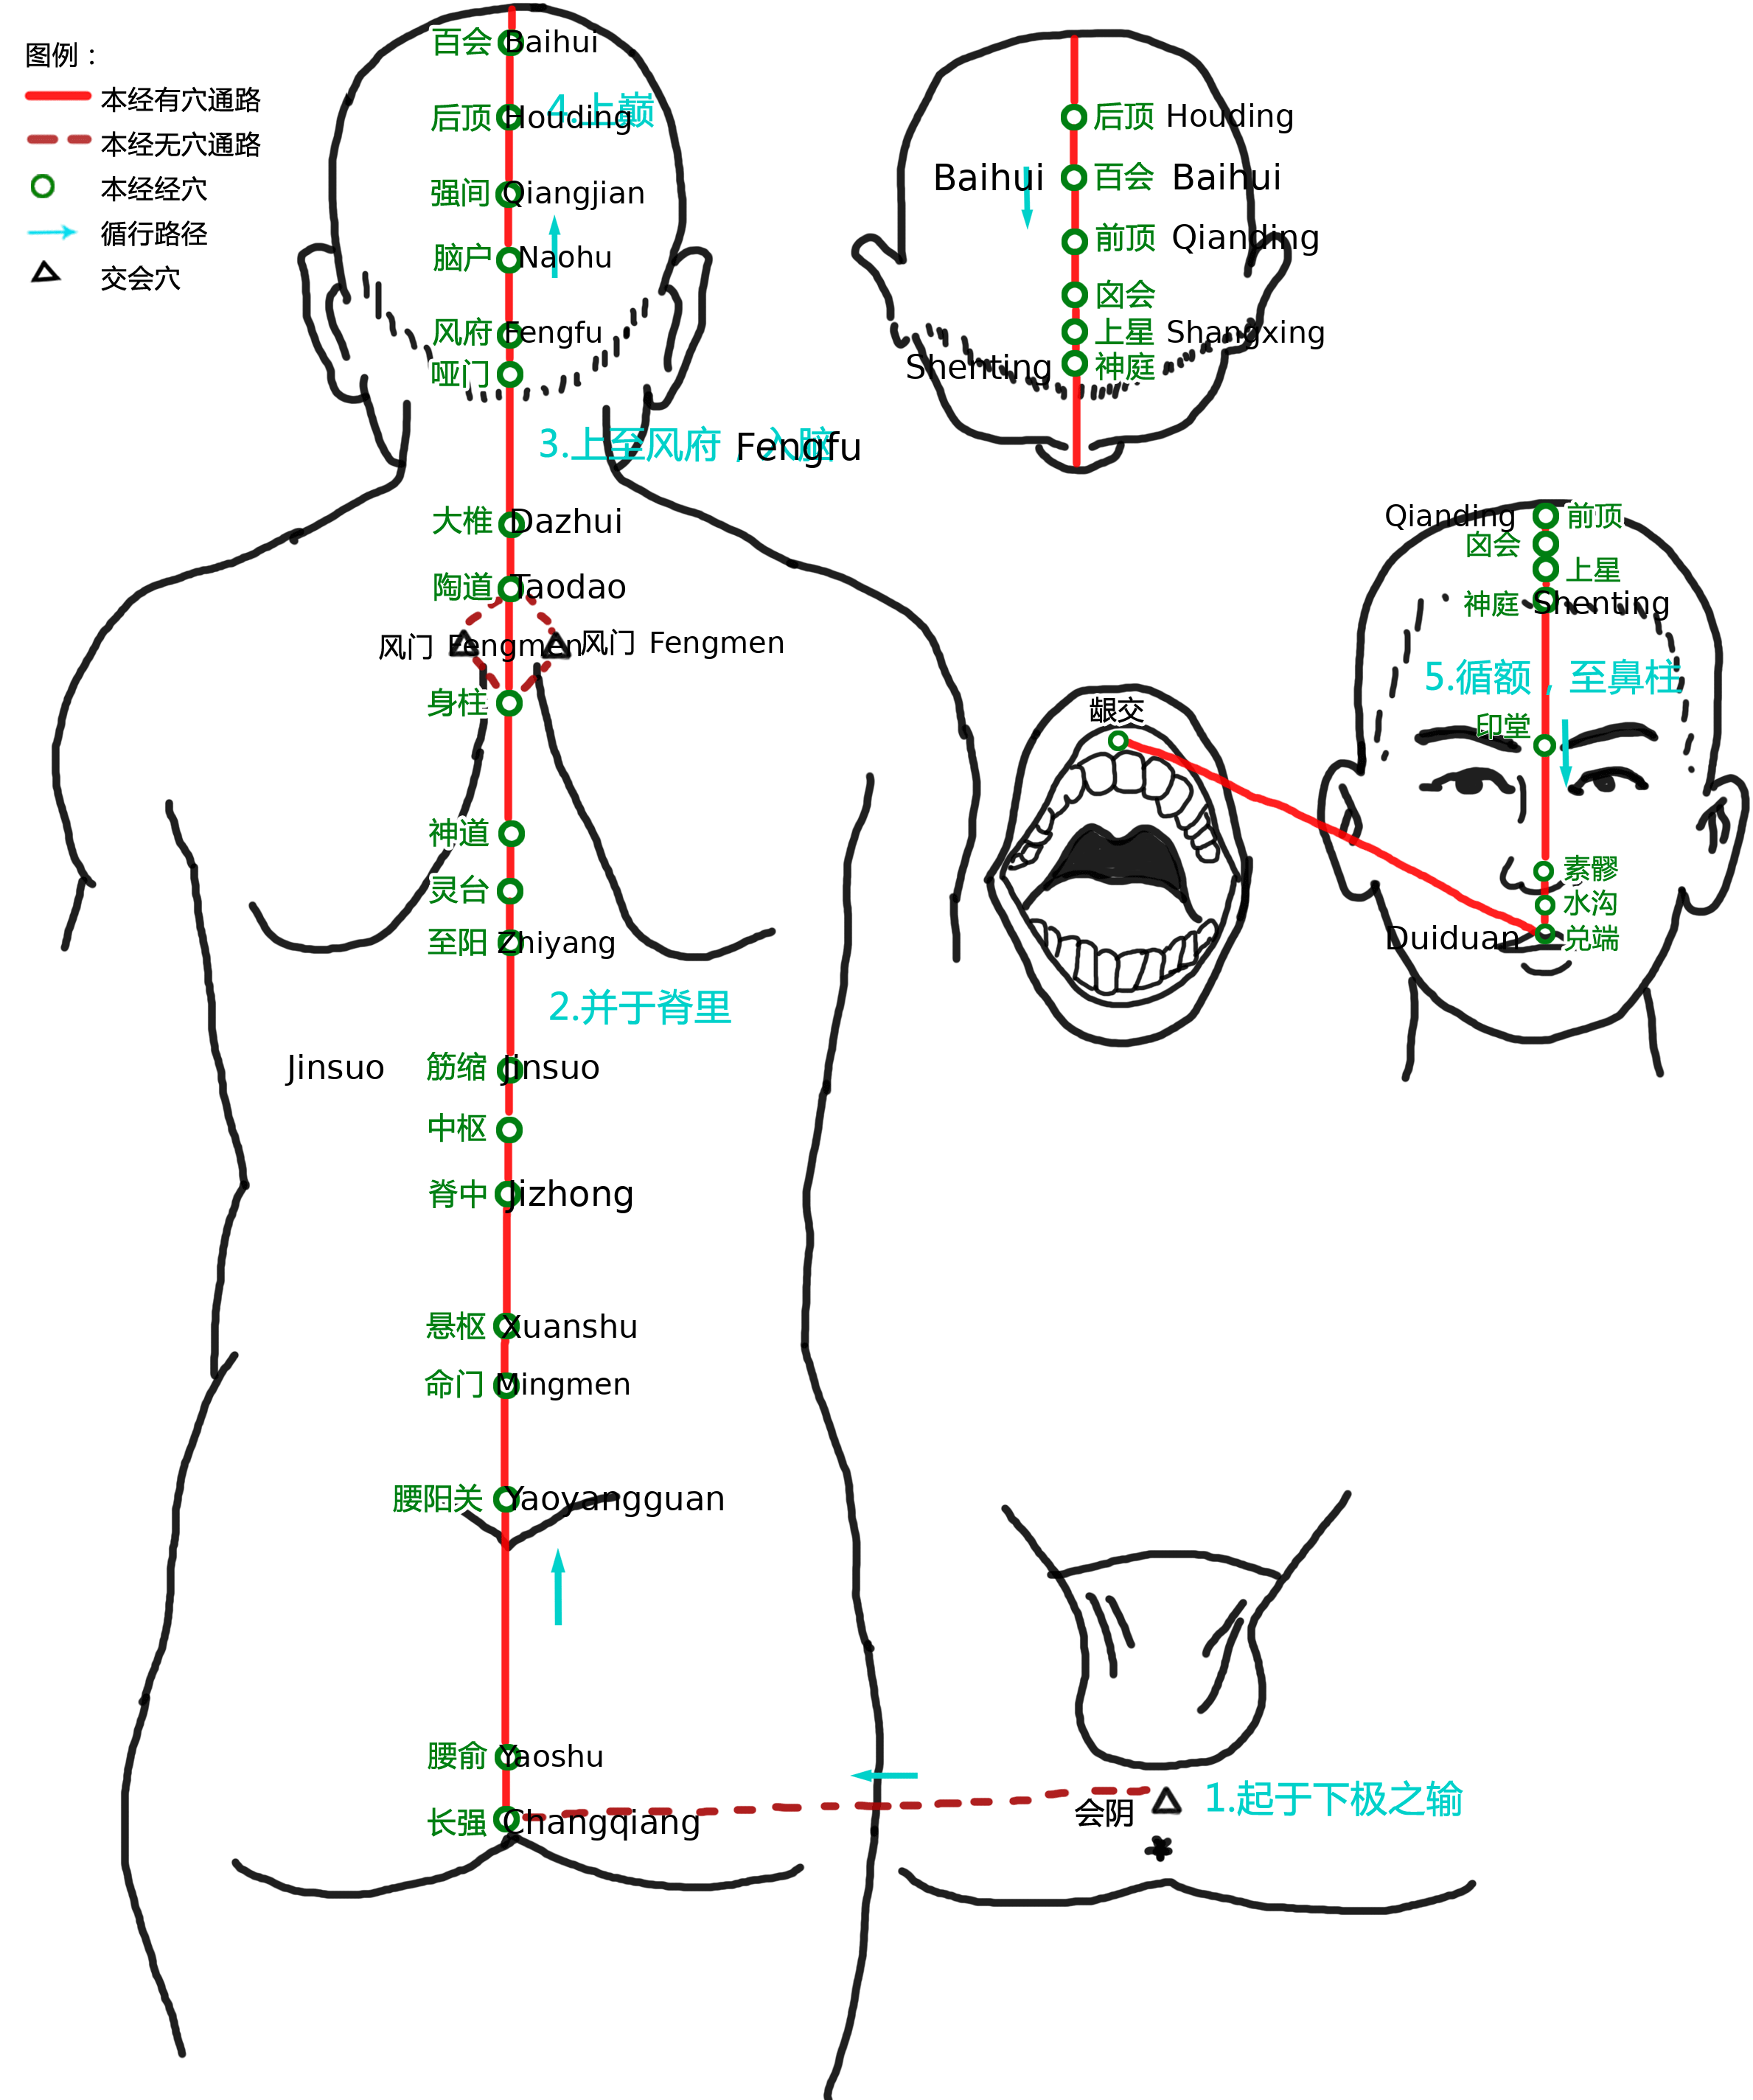 图例：
本经有穴通路
本经无穴通路
本经经穴
循行路径
交会穴
百会 Baihui
4.上巅
后顶 Houding
强间 Qiangjian
脑户 Naohu
风府 Fengfu
哑门
3.上至风府，入脑 Fengfu
大椎 Dazhui
陶道 Taodao
风门 Fengmen 风门 Fengmen
身柱
神道
灵台
至阳 Zhiyang
2.并于脊里
Jinsuo 筋缩 Jinsuo
中枢
脊中 Jizhong
悬枢 Xuanshu
命门 Mingmen
腰阳关 Yaoyangguan
腰俞 Yaoshu
长强 Changqiang
后顶 Houding
Baihui 百会 Baihui
前顶 Qianding
囟会
上星 Shangxing
Shenting 神庭
龈交
Qianding 前顶
囟会
上星
神庭 Shenting
5.循额，至鼻柱
印堂
素髎
水沟
Duiduan 兑端
会阴
1.起于下极之输